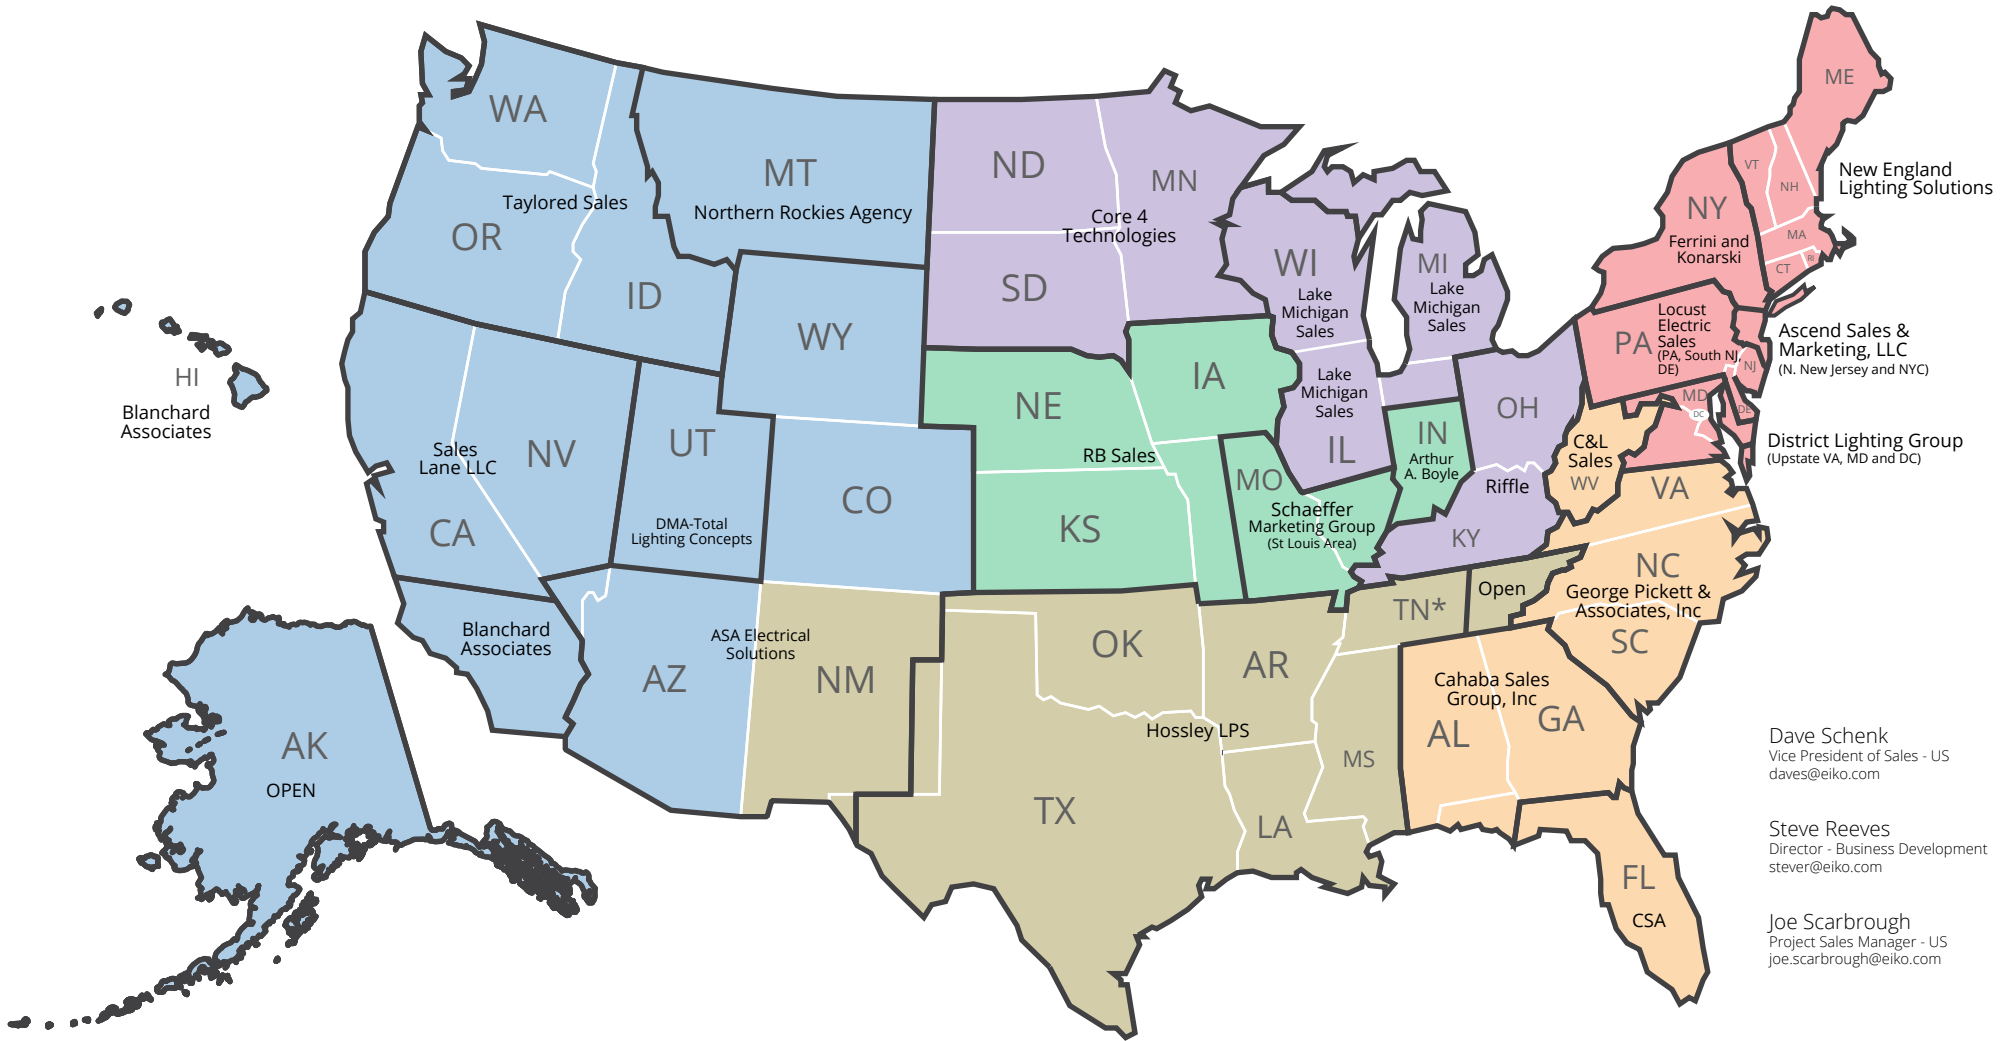 WA
OR
Taylored Sales
ID
MT
Northern Rockies Agency
WY
ND
SD
MN
Core 4
Technologies
WI
Lake
Michigan
Sales
MI
Lake
Michigan
Sales
Lake
Michigan
Sales
IL
HI
Blanchard
Associates
Sales
Lane LLC
NV
CA
UT
DMA-Total
Lighting Concepts
CO
NE
IA
RB Sales
KS
MO
Schaeffer
Marketing Group
(St Louis Area)
IN
Arthur
A. Boyle
OH
Riffle
KY
C&L
Sales
WV
VA
NC
George Pickett &
Associates, Inc
SC
Open
TN*
ME
VT
NH
New England
Lighting Solutions
NY
Ferrini and
Konarski
MA
CT
RI
PA
Locust
Electric
Sales
(PA, South NJ,
DE)
NJ
Ascend Sales &
Marketing, LLC
(N. New Jersey and NYC)
MD
DC
DE
District Lighting Group
(Upstate VA, MD and DC)
Blanchard
Associates
AZ
ASA Electrical
Solutions
NM
OK
AR
Hossley LPS
TX
LA
MS
Cahaba Sales
Group, Inc
AL
GA
FL
CSA
AK
OPEN
Dave Schenk
Vice President of Sales - US
daves@eiko.com
Steve Reeves
Director - Business Development
stever@eiko.com
Joe Scarbrough
Project Sales Manager - US
joe.scarbrough@eiko.com